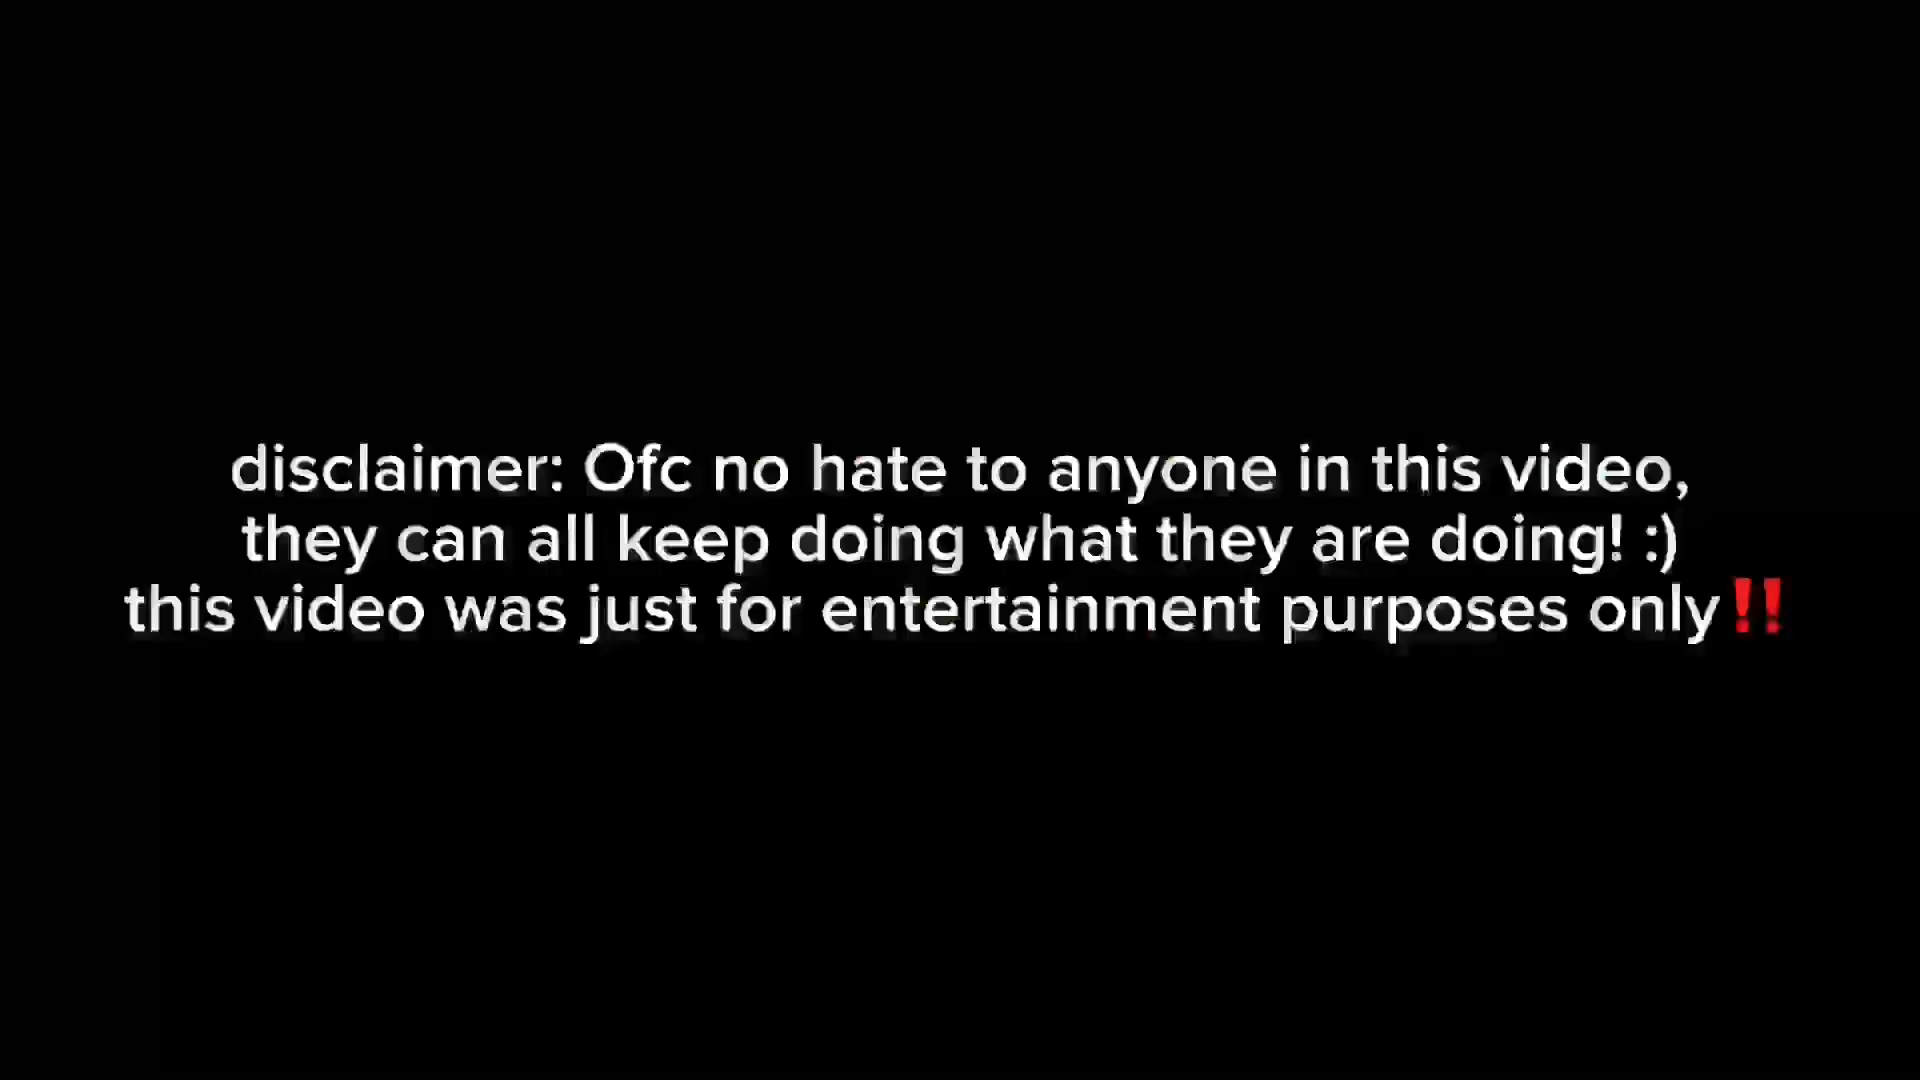 disclaimer: Ofc no hate to anyone in this video,
they can all keep doing what they are doing! :)
this video was just for entertainment purposes only‼️